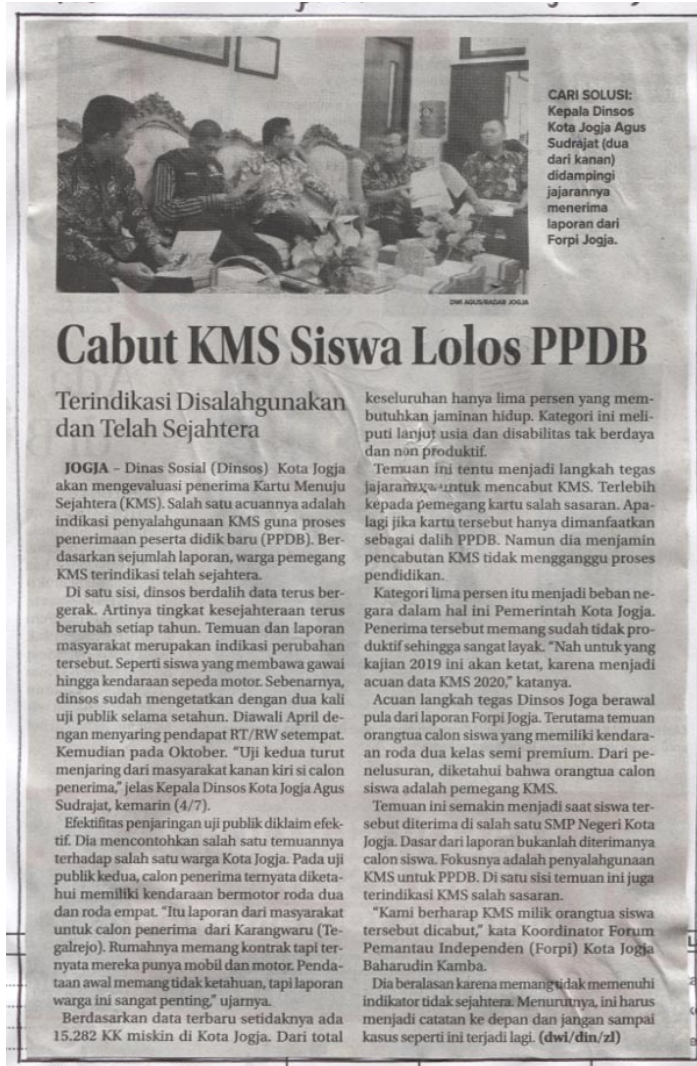 CARI SOLUSI:
Kepala Dinsos
Kota Jogja Agus
Sudrajat (dua
dari kanan)
didampingi
jajarannya
menerima
laporan dari
Forpi Jogja.
DWI AGUS/RADAR JOGJA
Cabut KMS Siswa Lolos PPDB
Terindikasi Disalahgunakan
dan Telah Sejahtera
JOGJA – Dinas Sosial (Dinsos) Kota Jogja
akan mengevaluasi penerima Kartu Menuju
Sejahtera (KMS). Salah satu acuannya adalah
indikasi penyalahgunaan KMS guna proses
penerimaan peserta didik baru (PPDB). Ber-
dasarkan sejumlah laporan, warga pemegang
KMS terindikasi telah sejahtera.
Di satu sisi, dinsos berdalih data terus ber-
gerak. Artinya tingkat kesejahteraan terus
berubah setiap tahun. Temuan dan laporan
masyarakat merupakan indikasi perubahan
tersebut. Seperti siswa yang membawa gawai
hingga kendaraan sepeda motor. Sebenarnya,
dinsos sudah mengetatkan dengan dua kali
uji publik selama setahun. Diawali April de-
ngan menyaring pendapat RT/RW setempat.
Kemudian pada Oktober. “Uji kedua turut
menjaring dari masyarakat kanan kiri si calon
penerima,” jelas Kepala Dinsos Kota Jogja Agus
Sudrajat, kemarin (4/7).
Efektifitas penjaringan uji publik diklaim efek-
tif. Dia mencontohkan salah satu temuannya
terhadap salah satu warga Kota Jogja. Pada uji
publik kedua, calon penerima ternyata diketa-
hui memiliki kendaraan bermotor roda dua
dan roda empat. “Itu laporan dari masyarakat
untuk calon penerima dari Karangwaru (Te-
galrejo). Rumahnya memang kontrak tapi ter-
nyata mereka punya mobil dan motor. Penda-
taan awal memang tidak ketahuan, tapi laporan
warga ini sangat penting,” ujarnya.
Berdasarkan data terbaru setidaknya ada
15.282 KK miskin di Kota Jogja. Dari total
keseluruhan hanya lima persen yang mem-
butuhkan jaminan hidup. Kategori ini meli-
puti lanjut usia dan disabilitas tak berdaya
dan non produktif.
Temuan ini tentu menjadi langkah tegas
jajarannya untuk mencabut KMS. Terlebih
kepada pemegang kartu salah sasaran. Apa-
lagi jika kartu tersebut hanya dimanfaatkan
sebagai dalih PPDB. Namun dia menjamin
pencabutan KMS tidak mengganggu proses
pendidikan.
Kategori lima persen itu menjadi beban ne-
gara dalam hal ini Pemerintah Kota Jogja.
Penerima tersebut memang sudah tidak pro-
duktif sehingga sangat layak. “Nah untuk yang
kajian 2019 ini akan ketat, karena menjadi
acuan data KMS 2020,” katanya.
Acuan langkah tegas Dinsos Joga berawal
pula dari laporan Forpi Jogja. Terutama temuan
orangtua calon siswa yang memiliki kendara-
an roda dua kelas semi premium. Dari pe-
nelusuran, diketahui bahwa orangtua calon
siswa adalah pemegang KMS.
Temuan ini semakin menjadi saat siswa ter-
sebut diterima di salah satu SMP Negeri Kota
Jogja. Dasar dari laporan bukanlah diterimanya
calon siswa. Fokusnya adalah penyalahgunaan
KMS untuk PPDB. Di satu sisi temuan ini juga
terindikasi KMS salah sasaran.
“Kami berharap KMS milik orangtua siswa
tersebut dicabut,” kata Koordinator Forum
Pemantau Independen (Forpi) Kota Jogja
Baharudin Kamba.
Dia beralasan karena memang tidak memenuhi
indikator tidak sejahtera. Menurutnya, ini harus
menjadi catatan ke depan dan jangan sampai
kasus seperti ini terjadi lagi. (dwi/din/zl)